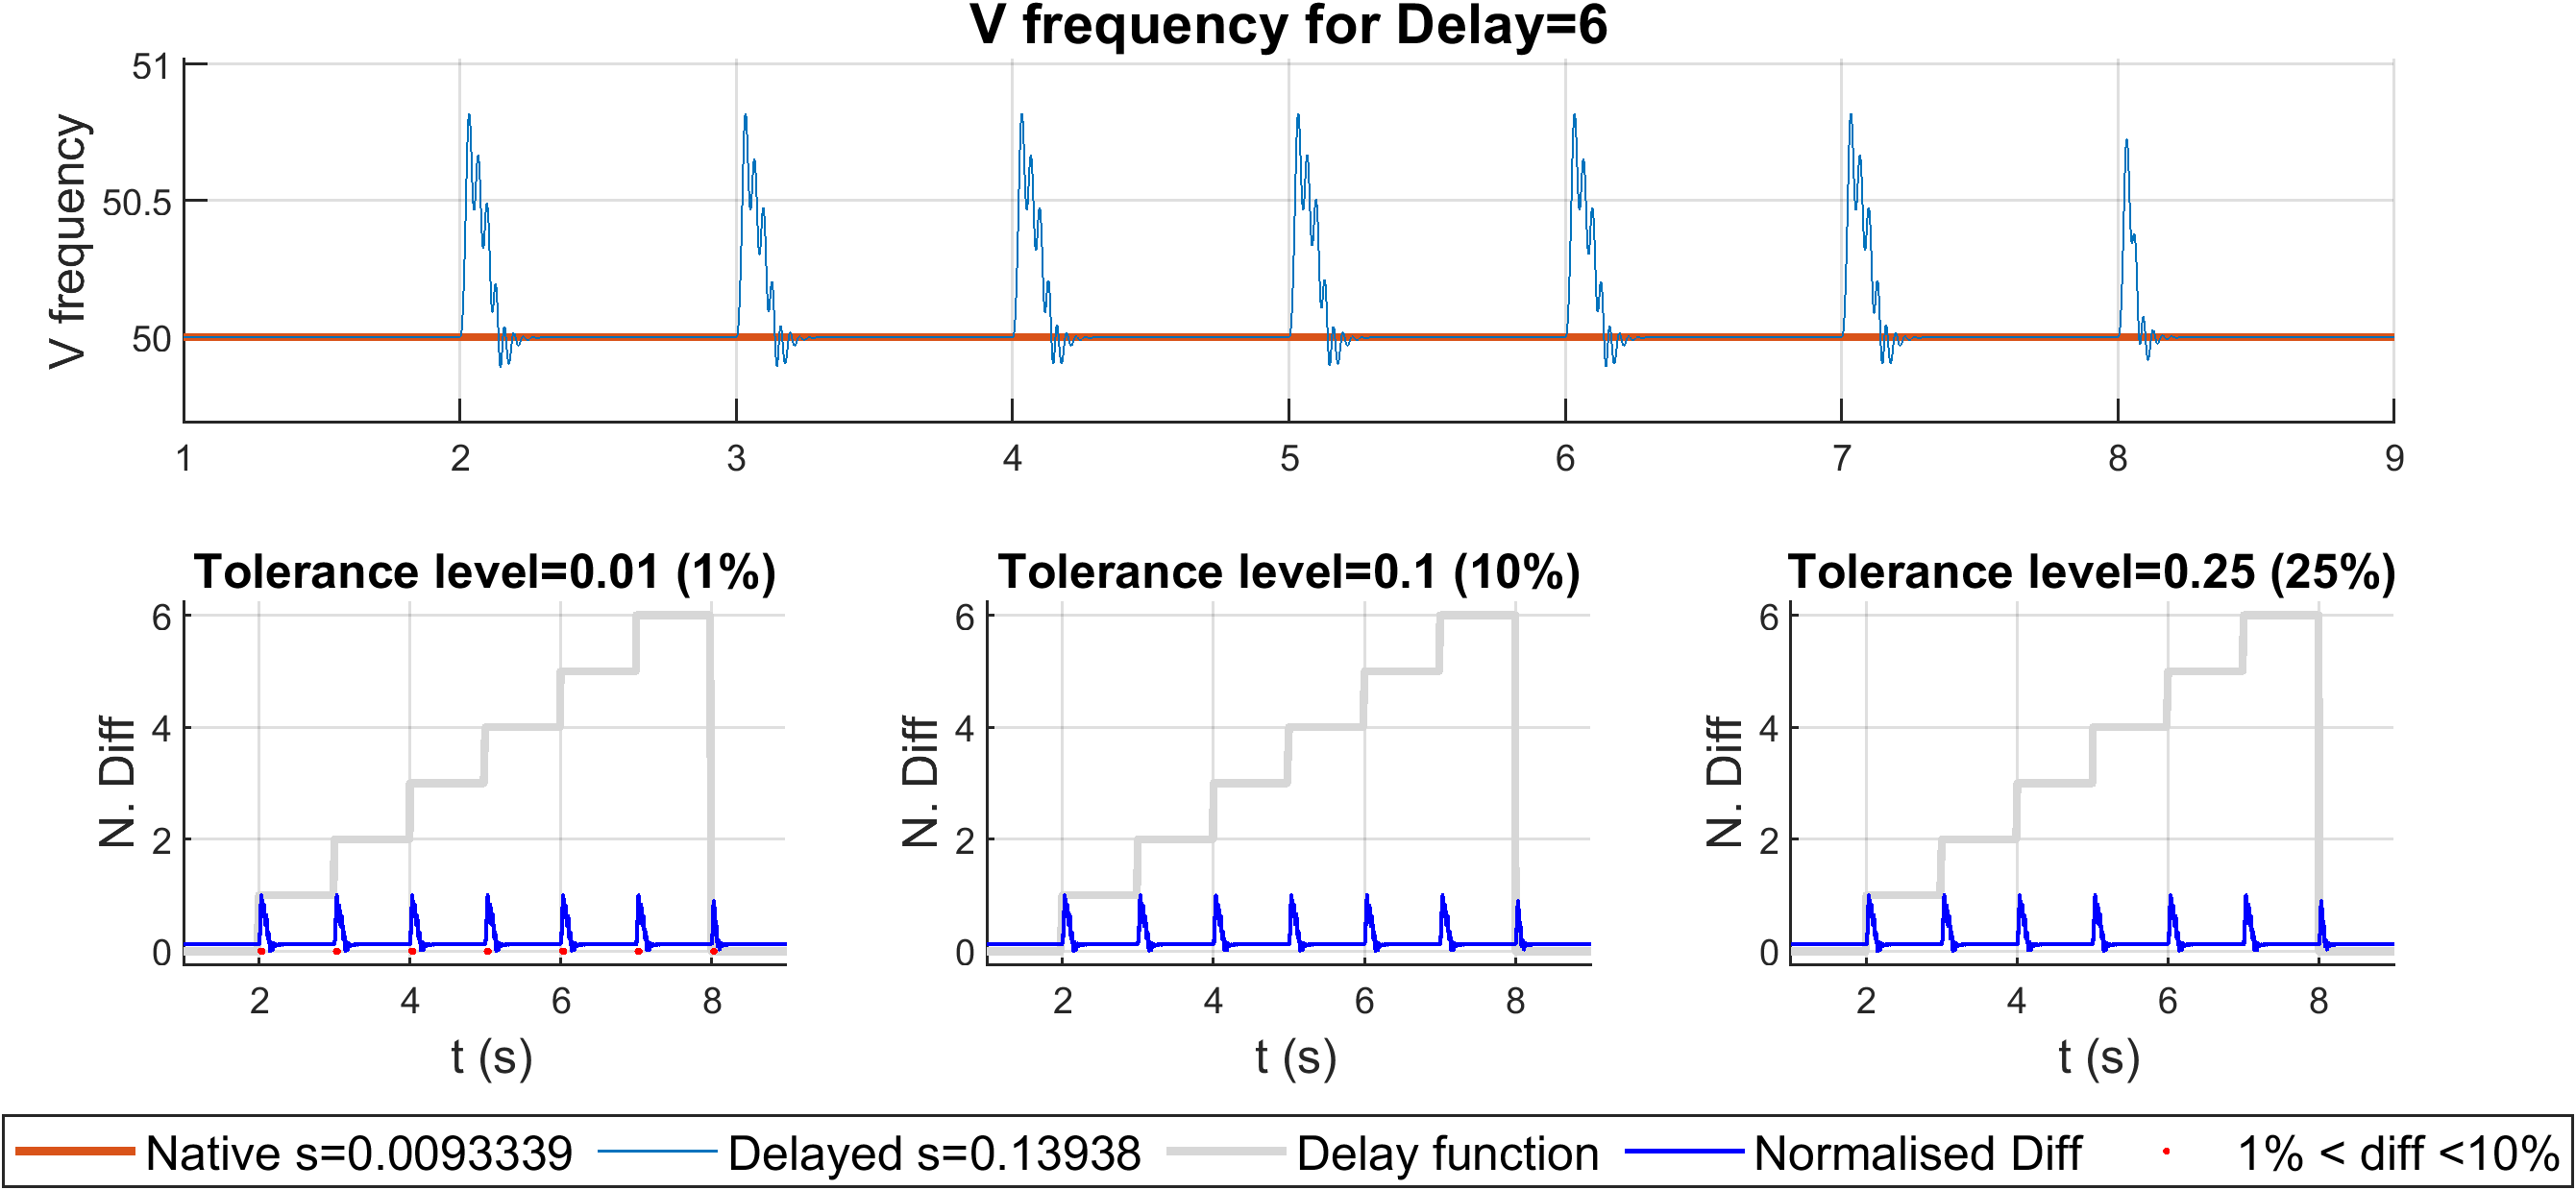 V frequency for Delay=6
V frequency
51
50.5
50
1 2 3 4 5 6 7 8 9
Tolerance level=0.01 (1%)
N. Diff
6
4
2
0
2 4 6 8
t (s)
Tolerance level=0.1 (10%)
N. Diff
6
4
2
0
2 4 6 8
t (s)
Tolerance level=0.25 (25%)
N. Diff
6
4
2
0
2 4 6 8
t (s)
Native s=0.0093339 Delayed s=0.13938 Delay function Normalised Diff 1% < diff <10%